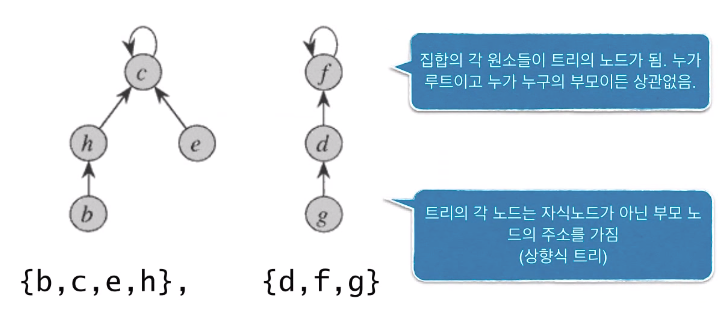 c
f
집합의 각 원소들이 트리의 노드가 됨. 누가
루트이고 누가 누구의 부모이든 상관없음.
h
e
d
b
g
트리의 각 노드는 자식노드가 아닌 부모 노
드의 주소를 가짐
(상향식 트리)
{b,c,e,h},
{d,f,g}